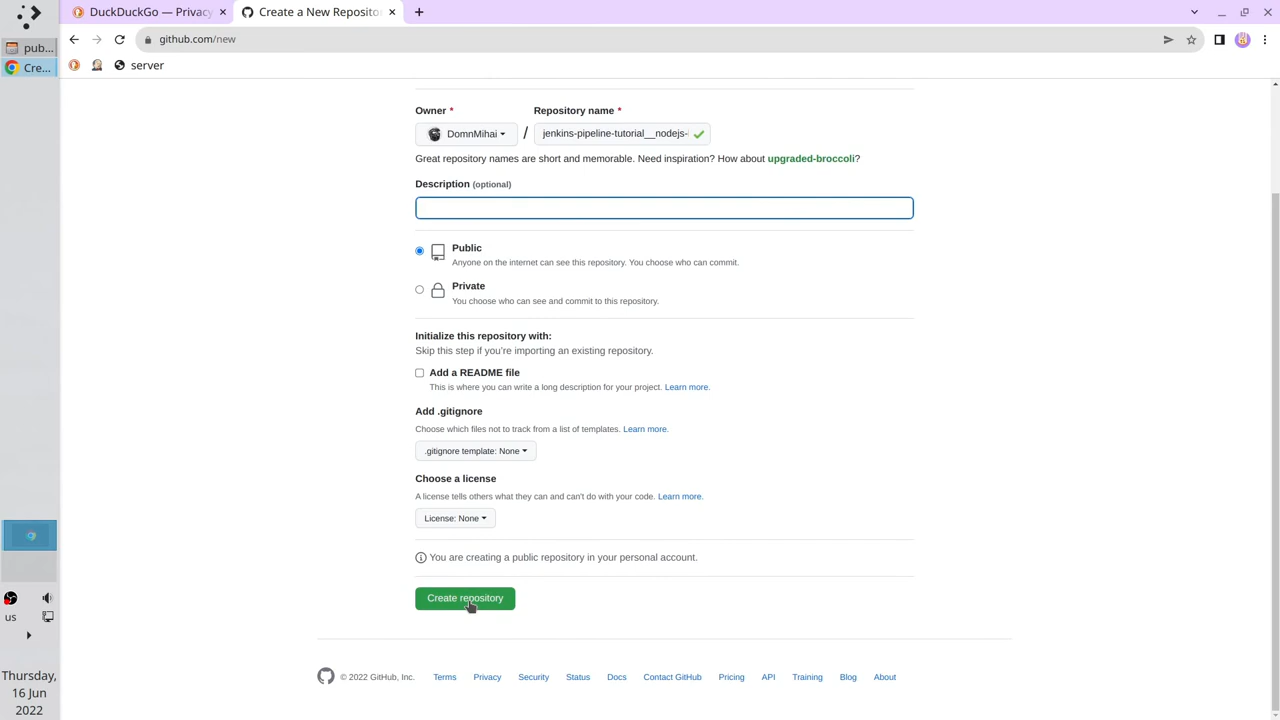 DuckDuckGo — Privacy
Create a New Reposito
pub...
Cre...
github.com/new
server
Owner *
Repository name *
DomnMihai
/
jenkins-pipeline-tutorial__nodejs-
Great repository names are short and memorable. Need inspiration? How about upgraded-broccoli?
Description (optional)
Public
Anyone on the internet can see this repository. You choose who can commit.
Private
You choose who can see and commit to this repository.
Initialize this repository with:
Skip this step if you're importing an existing repository.
Add a README file
This is where you can write a long description for your project. Learn more.
Add .gitignore
Choose which files not to track from a list of templates. Learn more.
.gitignore template: None
Choose a license
A license tells others what they can and can't do with your code. Learn more.
License: None
You are creating a public repository in your personal account.
Create repository
us
© 2022 GitHub, Inc.
Terms
Privacy
Security
Status
Docs
Contact GitHub
Pricing
API
Training
Blog
About
Thursday,
16 Jun
2022